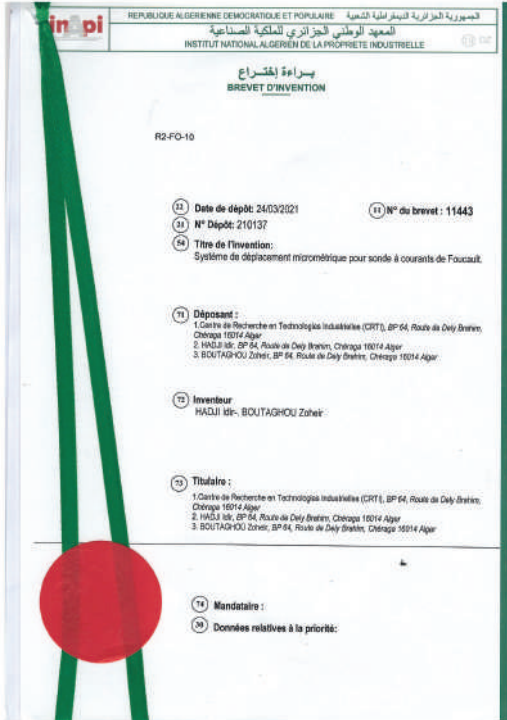 inapi
REPUBLIQUE ALGERIENNE DEMOCRATIQUE ET POPULAIRE الجمهورية الجزائرية الديمقراطية الشعبية
المعهد الوطني الجزائري للملكية الصناعية
INSTITUT NATIONAL ALGERIEN DE LA PROPRIETE INDUSTRIELLE
بــراءة إختــراع
BREVET D'INVENTION
R2-FO-10
22 Date de dépôt: 24/03/2021 11 N° du brevet : 11443
21 N° Dépôt: 210137
54 Titre de l'invention:
Système de déplacement micrométrique pour sonde à courants de Foucault.
71 Déposant :
1.Centre de Recherche en Technologies Industrielles (CRTI), BP 64, Route de Dely Brahim,
Chéraga 16014 Alger
2. HADJI Idir, BP 64, Route de Dely Brahim, Chéraga 16014 Alger
3. BOUTAGHOU Zoheir, BP 64, Route de Dely Brahim, Chéraga 16014 Alger
72 Inventeur
HADJI Idir-, BOUTAGHOU Zoheir
73 Titulaire :
1.Centre de Recherche en Technologies Industrielles (CRTI), BP 64, Route de Dely Brahim,
Chéraga 16014 Alger
2. HADJI Idir, BP 64, Route de Dely Brahim, Chéraga 16014 Alger
3. BOUTAGHOU Zoheir, BP 64, Route de Dely Brahim, Chéraga 16014 Alger
74 Mandataire :
30 Données relatives à la priorité: